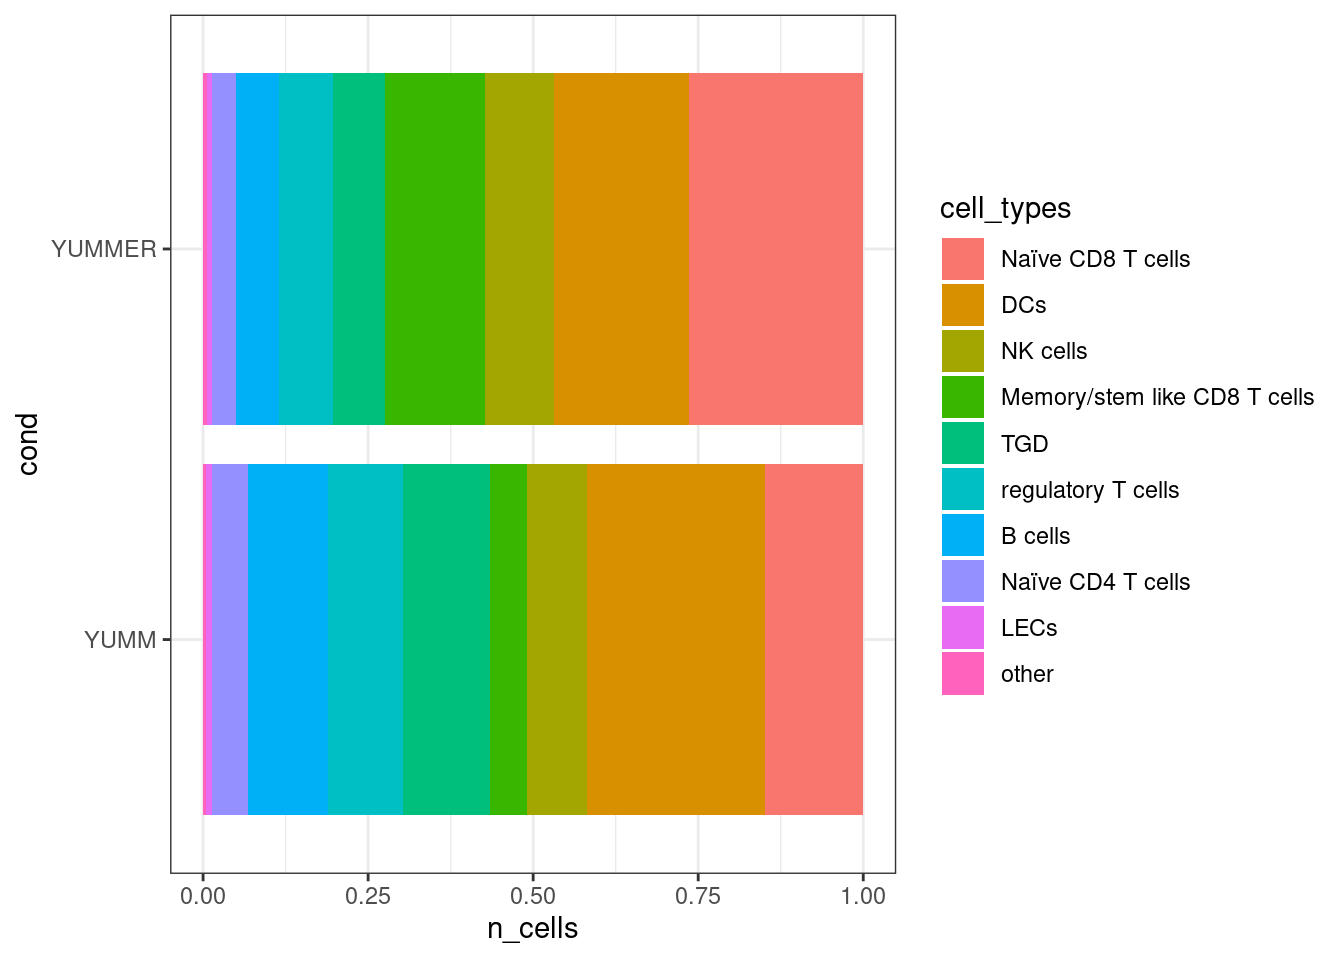 YUMMER
YUMM
cond
0.00 0.25 0.50 0.75 1.00
n_cells
cell_types
Naïve CD8 T cells
DCs
NK cells
Memory/stem like CD8 T cells
TGD
regulatory T cells
B cells
Naïve CD4 T cells
LECs
other